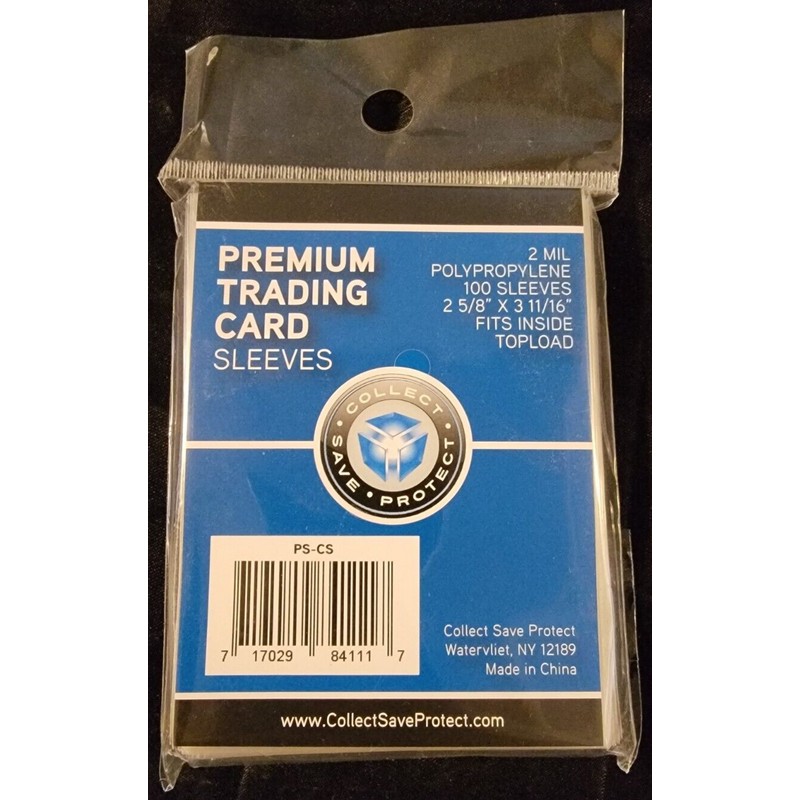 PREMIUM
TRADING
CARD
SLEEVES
2 MIL
POLYPROPYLENE
100 SLEEVES
2 5/8" X 3 11/16"
FITS INSIDE
TOPLOAD
COLLECT • SAVE • PROTECT •
PS-CS
7 17029 84111 7
Collect Save Protect
Watervliet, NY 12189
Made in China
www.CollectSaveProtect.com